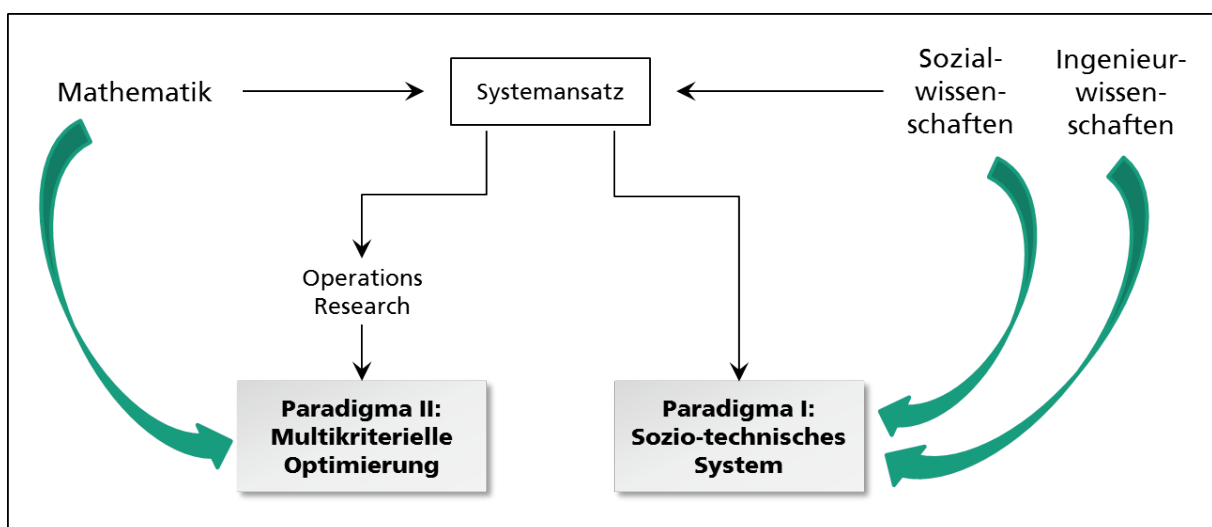 Mathematik
Systemansatz
Sozial-
wissen-
schaften
Ingenieur-
wissen-
schaften
Operations
Research
Paradigma II:
Multikriterielle
Optimierung
Paradigma I:
Sozio-technisches
System